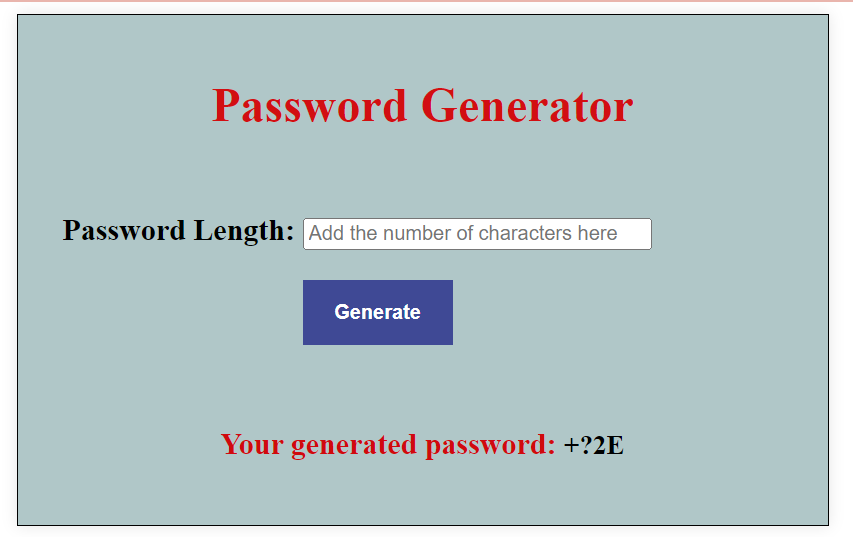 Password Generator
Password Length: Add the number of characters here
Generate
Your generated password: +?2E